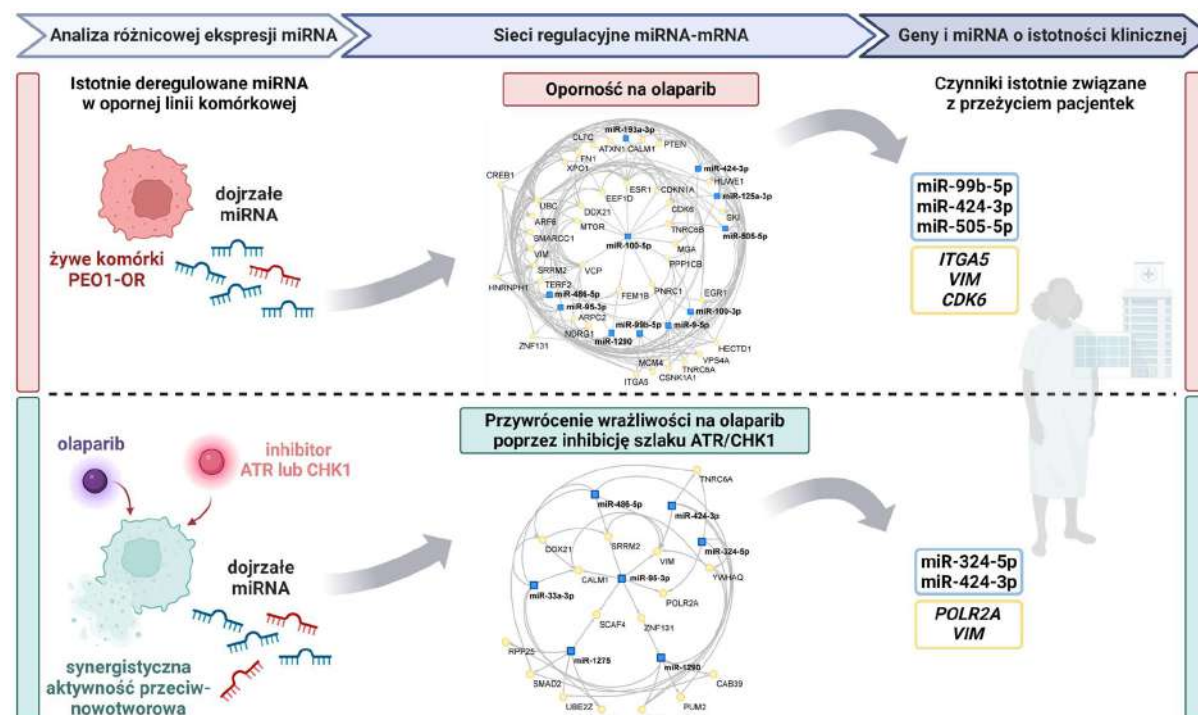 Analiza różnicowej ekspresji miRNA
Sieci regulacyjne miRNA-mRNA
Geny i miRNA o istotności klinicznej
Istotnie deregulowane miRNA
w opornej linii komórkowej
dojrzałe
miRNA
żywe komórki
PEO1-OR
Oporność na olaparib
miR-193a-3p
CLTC
ATXN1
CALM1
PTEN
FN1
XPO1
miR-424-3p
CREB1
HUWE1
ESR1
CDKN1A
miR-125a-3p
EEF1D
UBC
DDX21
CDK6
SKI
ARF6
MTOR
TNRC6B
miR-505-5p
SMARCC1
miR-100-5p
MGA
VIM
PPP1CB
SRRM2
VCP
TERF2
PNRC1
HNRNPH1
miR-486-5p
FEM1B
EGR1
miR-95-3p
miR-100-3p
ARPC2
miR-99b-5p
miR-9-5p
NDRG1
miR-1290
ZNF131
HECTD1
MCM4
VPS4A
TNRC6A
CSNK1A1
ITGA5
Czynniki istotnie związane
z przeżyciem pacjentek
miR-99b-5p
miR-424-3p
miR-505-5p
ITGA5
VIM
CDK6
olaparib
inhibitor
ATR lub CHK1
dojrzałe
miRNA
synergistyczna
aktywność przeciw-
nowotworowa
Przywrócenie wrażliwości na olaparib
poprzez inhibicję szlaku ATR/CHK1
TNRC6A
miR-486-5p
miR-424-3p
DDX21
SRRM2
miR-324-5p
VIM
CALM1
miR-95-3p
YWHAQ
miR-33a-3p
POLR2A
SCAF4
ZNF131
RPP25
miR-1275
miR-1290
SMAD2
CAB39
UBE2Z
PUM2
miR-324-5p
miR-424-3p
POLR2A
VIM